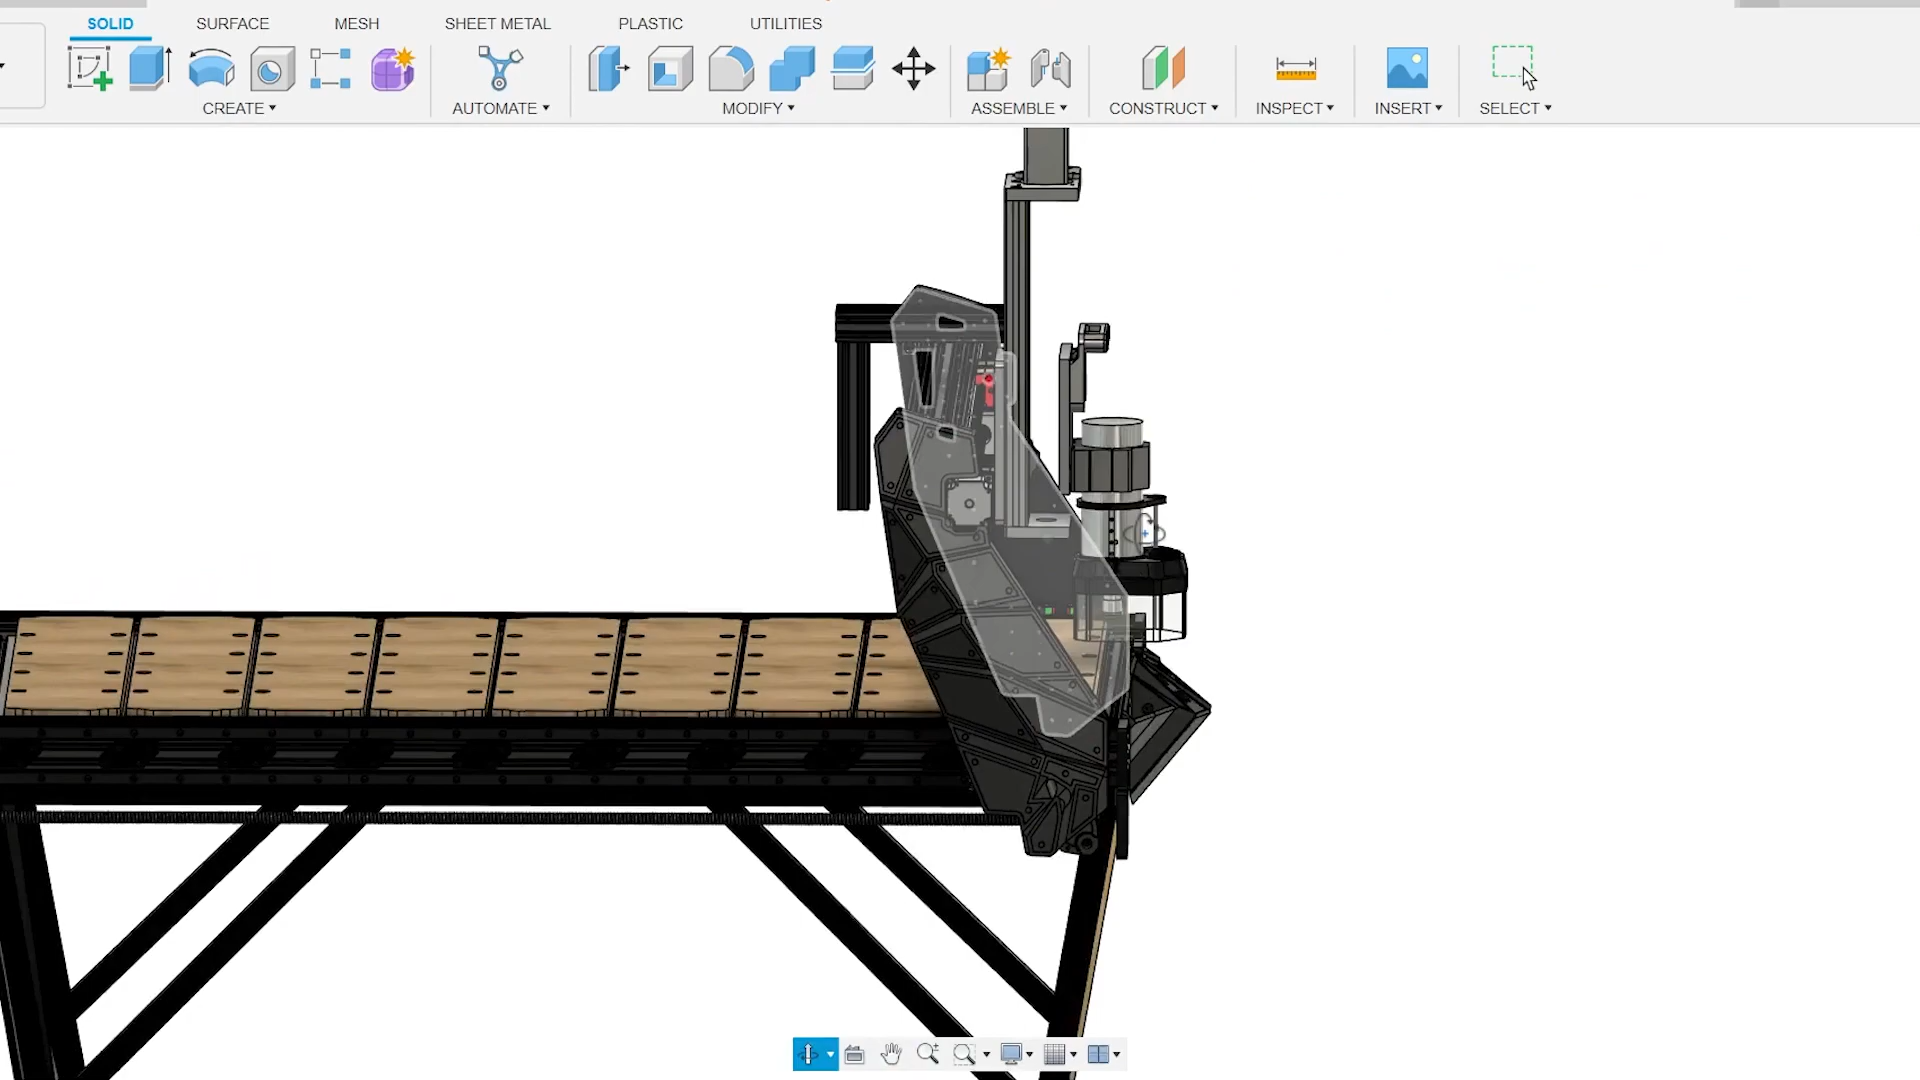 SOLID SURFACE MESH SHEET METAL PLASTIC UTILITIES
CREATE AUTOMATE MODIFY ASSEMBLE CONSTRUCT INSPECT INSERT SELECT